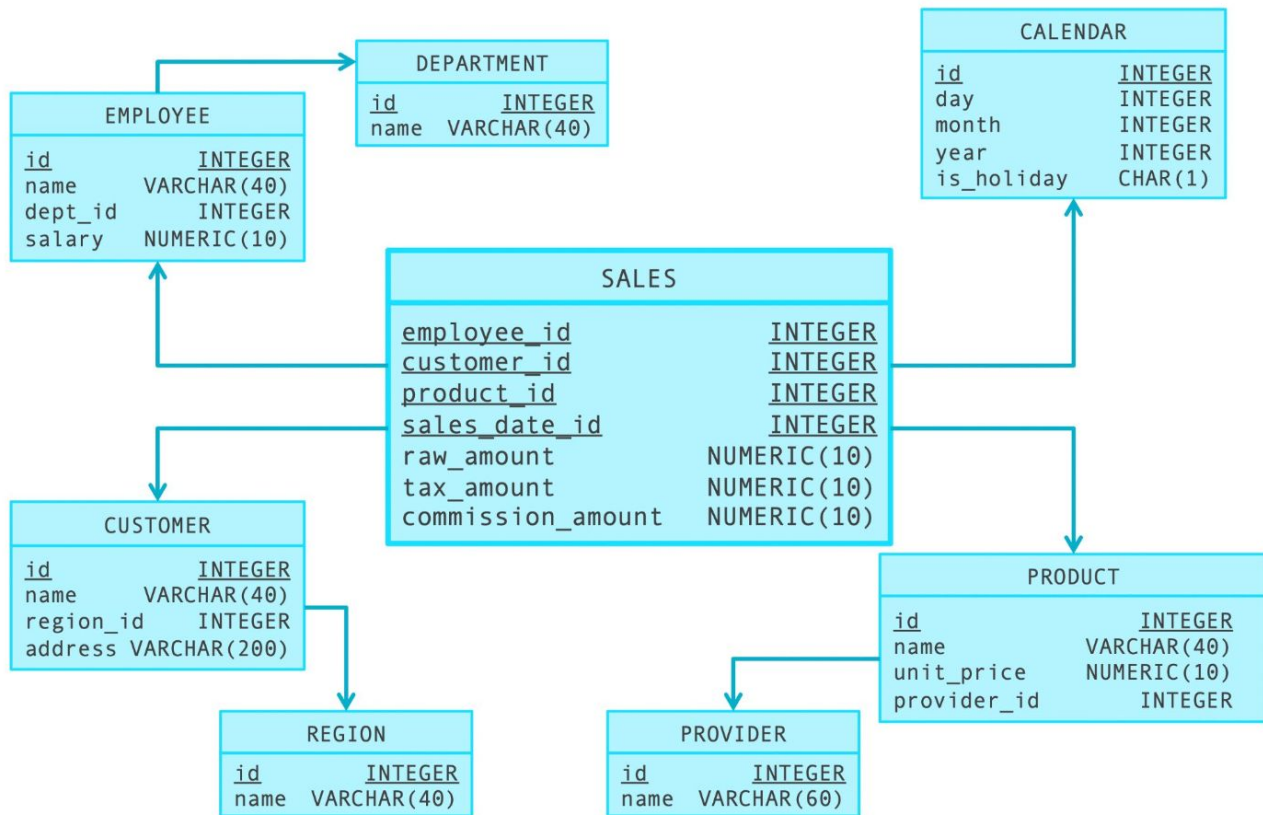 DEPARTMENT
id INTEGER
name VARCHAR(40)
CALENDAR
id INTEGER
day INTEGER
month INTEGER
year INTEGER
is_holiday CHAR(1)
EMPLOYEE
id INTEGER
name VARCHAR(40)
dept_id INTEGER
salary NUMERIC(10)
SALES
employee_id INTEGER
customer_id INTEGER
product_id INTEGER
sales_date_id INTEGER
raw_amount NUMERIC(10)
tax_amount NUMERIC(10)
commission_amount NUMERIC(10)
CUSTOMER
id INTEGER
name VARCHAR(40)
region_id INTEGER
address VARCHAR(200)
PRODUCT
id INTEGER
name VARCHAR(40)
unit_price NUMERIC(10)
provider_id INTEGER
REGION
id INTEGER
name VARCHAR(40)
PROVIDER
id INTEGER
name VARCHAR(60)